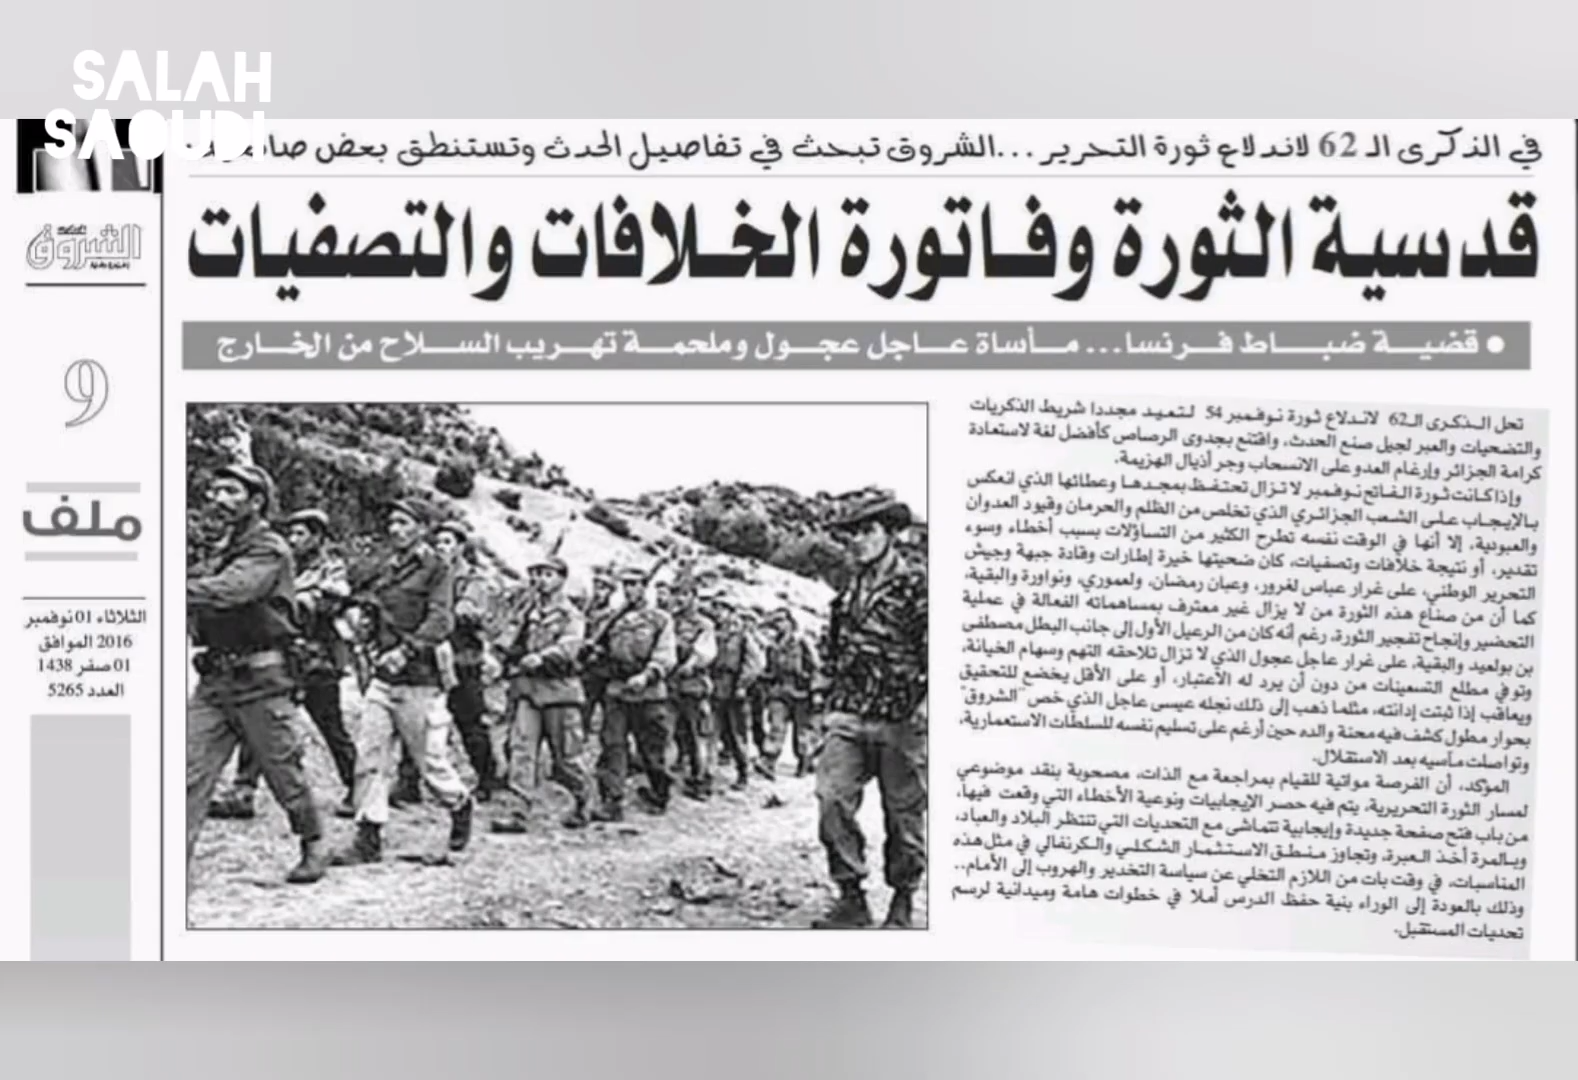 SALAH
SAOUDI
في الذكرى الـ 62 لاندلاع ثورة التحرير...الشروق تبحث في تفاصيل الحدث وتستنطق بعض
قدسية الثورة وفاتورة الخلافات والتصفيات
• قضية ضباط فرنسا... مأساة عاجل عجول وملحمة تهريب السلاح من الخارج
تحل الذكرى الـ62 لاندلاع ثورة نوفمبر 54 لتعيد مجددا شريط الذكريات
والتضحيات والعبر لجيل صنع الحدث، واقتنع بجدوى الرصاص كأفضل لغة لاستعادة
كرامة الجزائر وإرغام العدو على الانسحاب وجر أذيال الهزيمة.
وإذا كانت ثورة الفاتح نوفمبر لا تزال تحتفظ بمجدها وعطائها الذي انعكس
بالإيجاب على الشعب الجزائري الذي تخلص من الظلم والحرمان وقيود العدوان
والعبودية، إلا أنها في الوقت نفسه تطرح الكثير من التساؤلات بسبب أخطاء وسوء
تقدير، أو نتيجة خلافات وتصفيات، كان ضحيتها خيرة إطارات وقادة جبهة وجيش
التحرير الوطني، على غرار عباس لغرور، وعبان رمضان، ولعموري، ونواورة والبقية،
كما أن من صناع هذه الثورة من لا يزال غير معترف بمساهماته الفعالة في عملية
التحضير وإنجاح تفجير الثورة، رغم أنه كان من الرعيل الأول إلى جانب البطل مصطفى
بن بولعيد والبقية، على غرار عاجل عجول الذي لا تزال تلاحقه التهم وسهام الخيانة،
وتوفي مطلع التسعينات من دون أن يرد له الأعتبار، أو على الأقل يخضع للتحقيق
ويعاقب إذا ثبتت إدانته، مثلما ذهب إلى ذلك نجله عيسى عاجل الذي خص "الشروق"
بحوار مطول كشف فيه محنة والده حين أرغم على تسليم نفسه للسلطات الاستعمارية،
وتواصلت مآسيه بعد الاستقلال.
المؤكد، أن الفرصة مواتية للقيام بمراجعة مع الذات، مصحوبة بنقد موضوعي
لمسار الثورة التحريرية، يتم فيه حصر الإيجابيات ونوعية الأخطاء التي وقعت فيها،
من باب فتح صفحة جديدة وإيجابية تتماشى مع التحديات التي تنتظر البلاد والعباد،
وبالمرة أخذ العبرة، وتجاوز منطق الاستثمار الشكلي والكرنفالي في مثل هذه
المناسبات، في وقت بات من اللازم التخلي عن سياسة التخدير والهروب إلى الأمام..
وذلك بالعودة إلى الوراء بنية حفظ الدرس أملا في خطوات هامة وميدانية لرسم
تحديات المستقبل.
الشروق
9
ملف
الثلاثاء 01 نوفمبر
2016 الموافق
01 صفر 1438
العدد 5265